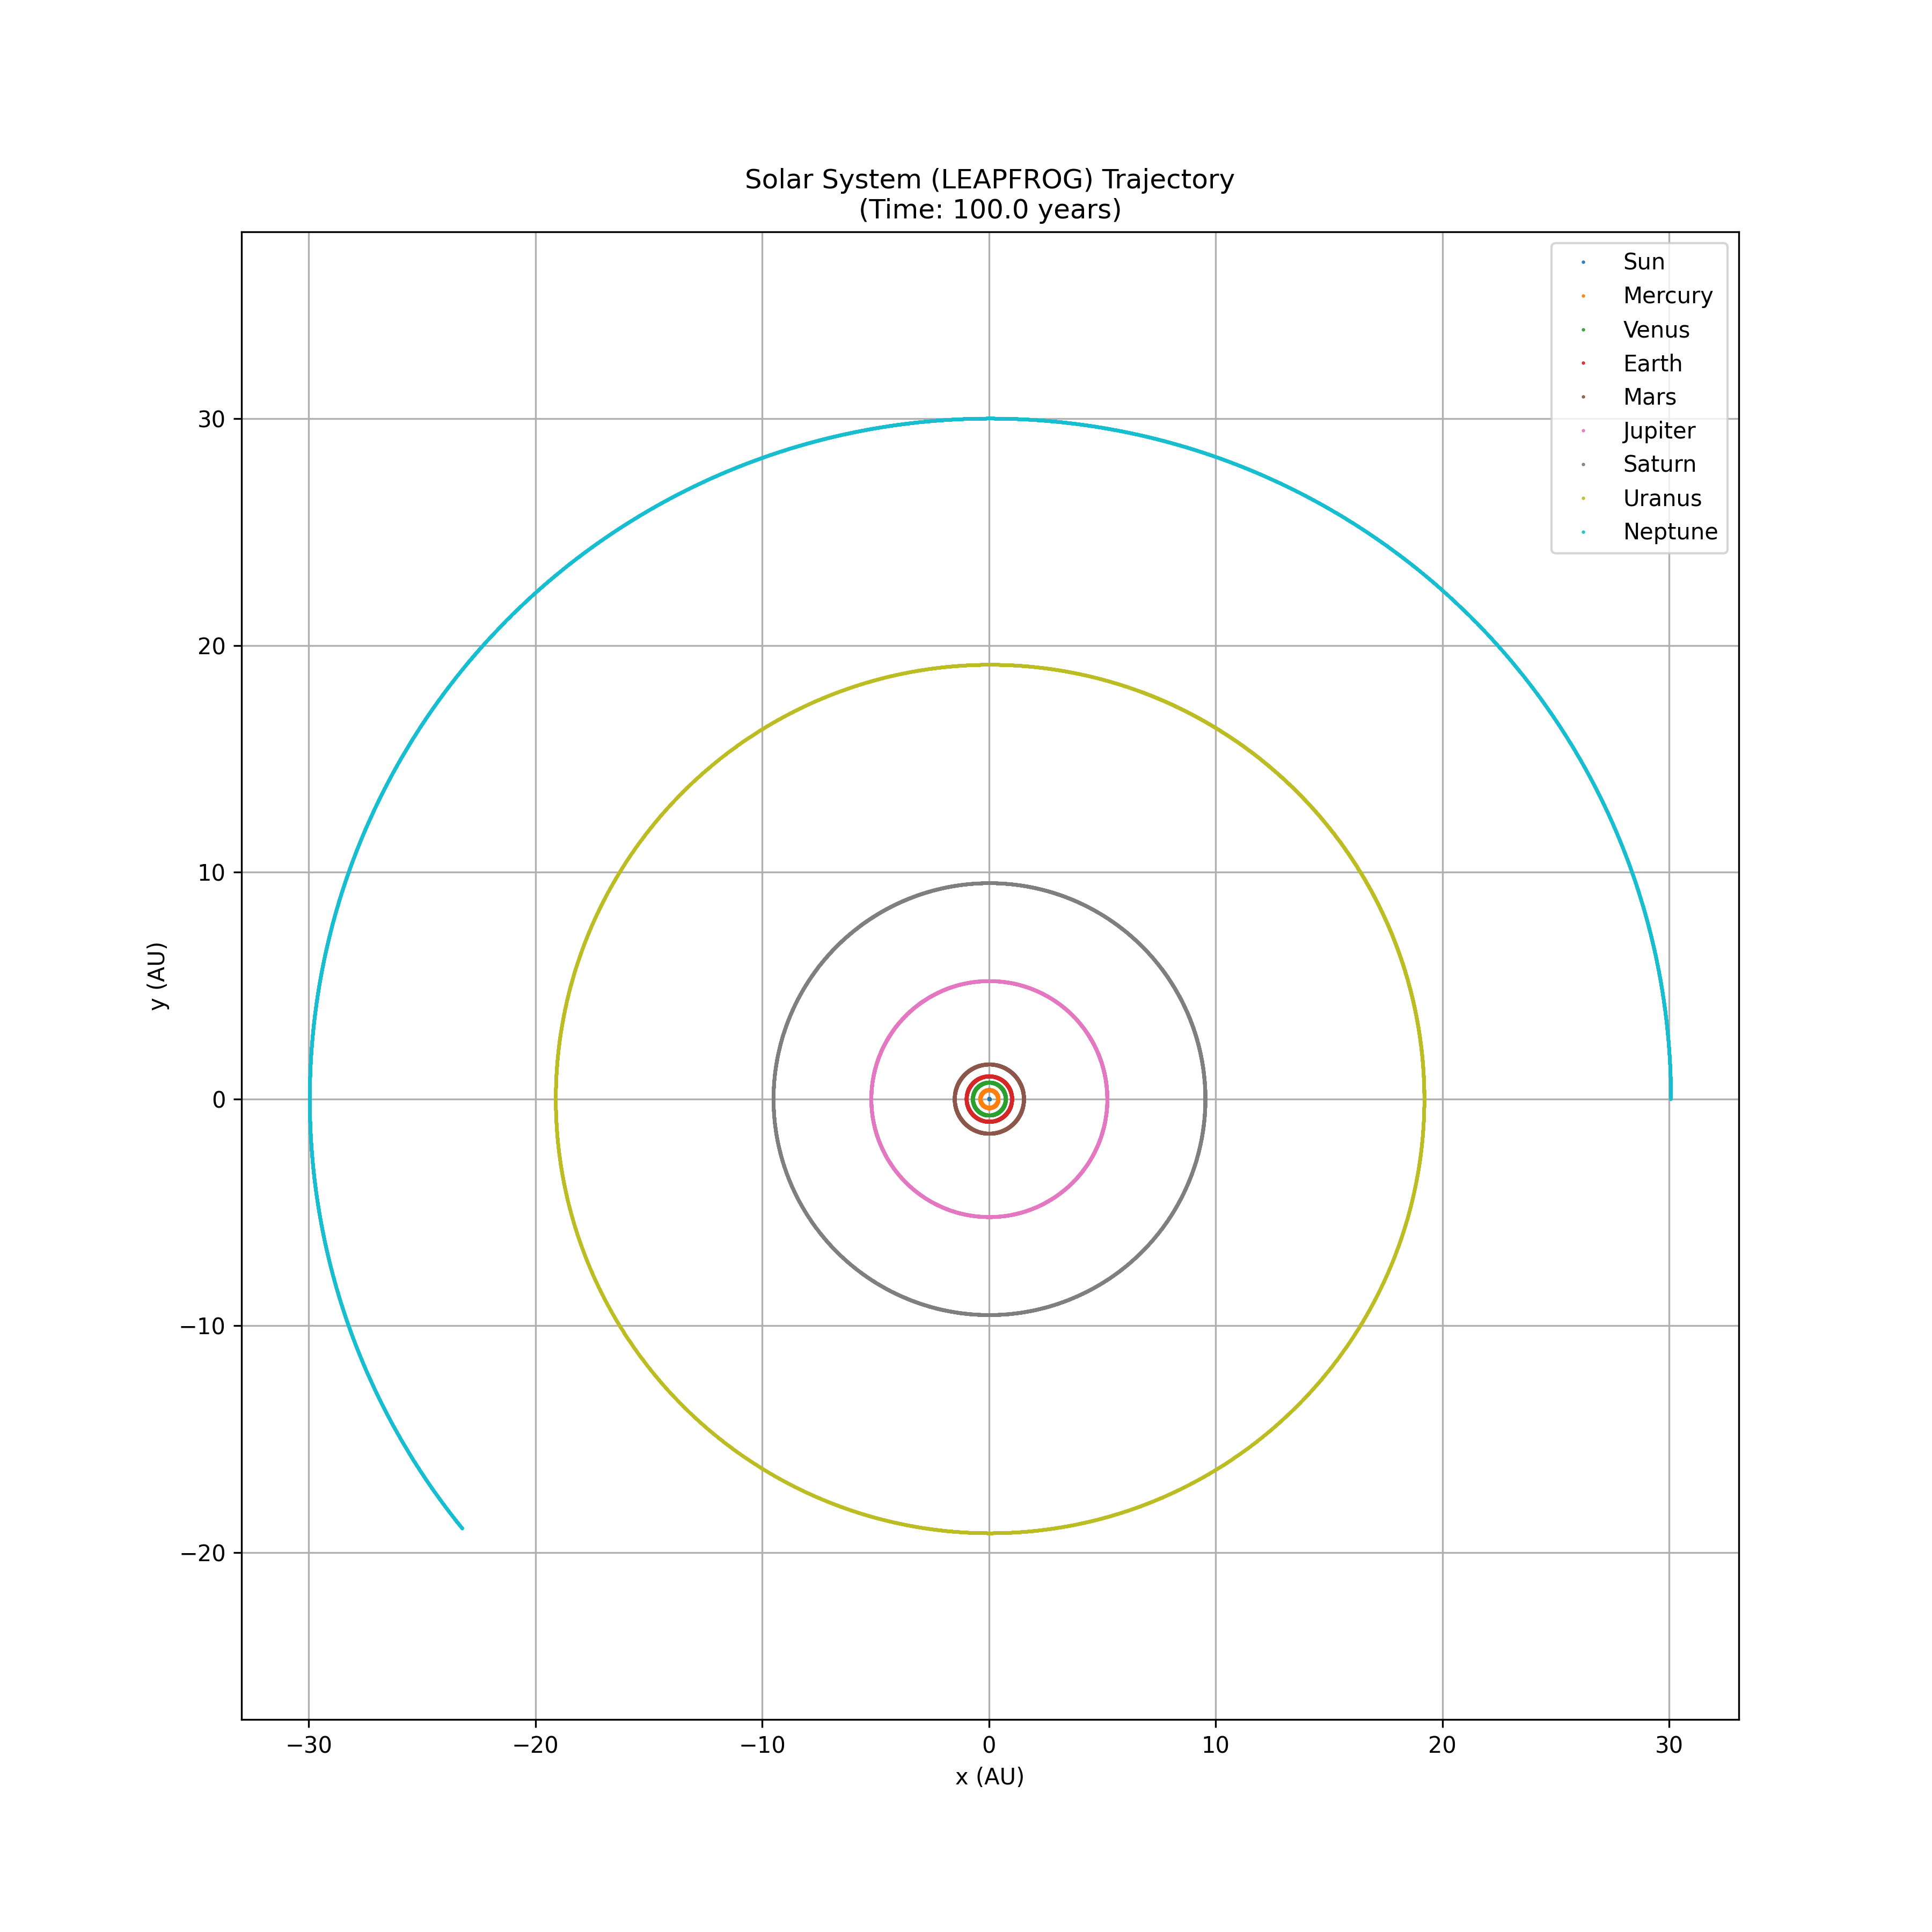 Solar System (LEAPFROG) Trajectory
(Time: 100.0 years)
Sun
Mercury
Venus
Earth
Mars
Jupiter
Saturn
Uranus
Neptune
30
20
10
0
−10
−20
y (AU)
−30
−20
−10
0
10
20
30
x (AU)